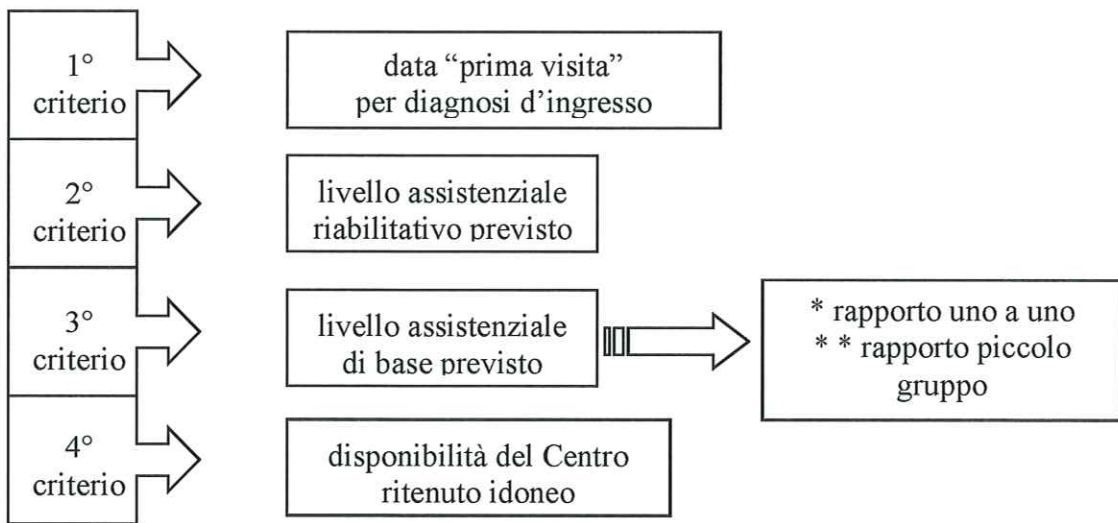 1°
criterio
data “prima visita”
per diagnosi d’ingresso
2°
criterio
livello assistenziale
riabilitativo previsto
3°
criterio
livello assistenziale
di base previsto
* rapporto uno a uno
* * rapporto piccolo
gruppo
4°
criterio
disponibilità del Centro
ritenuto idoneo